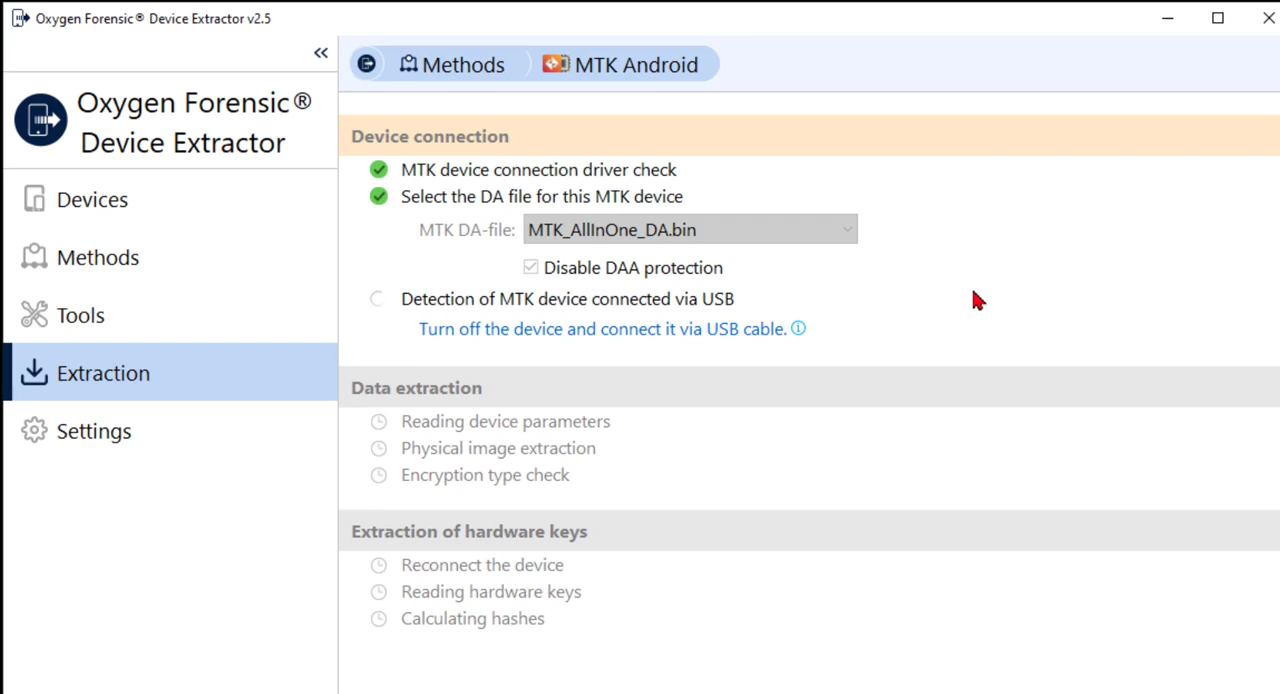 Oxygen Forensic® Device Extractor v2.5
Oxygen Forensic®
Device Extractor
Devices
Methods
Tools
Extraction
Settings
Methods
MTK Android
Device connection
MTK device connection driver check
Select the DA file for this MTK device
MTK DA-file: MTK_AllInOne_DA.bin
Disable DAA protection
Detection of MTK device connected via USB
Turn off the device and connect it via USB cable.
Data extraction
Reading device parameters
Physical image extraction
Encryption type check
Extraction of hardware keys
Reconnect the device
Reading hardware keys
Calculating hashes